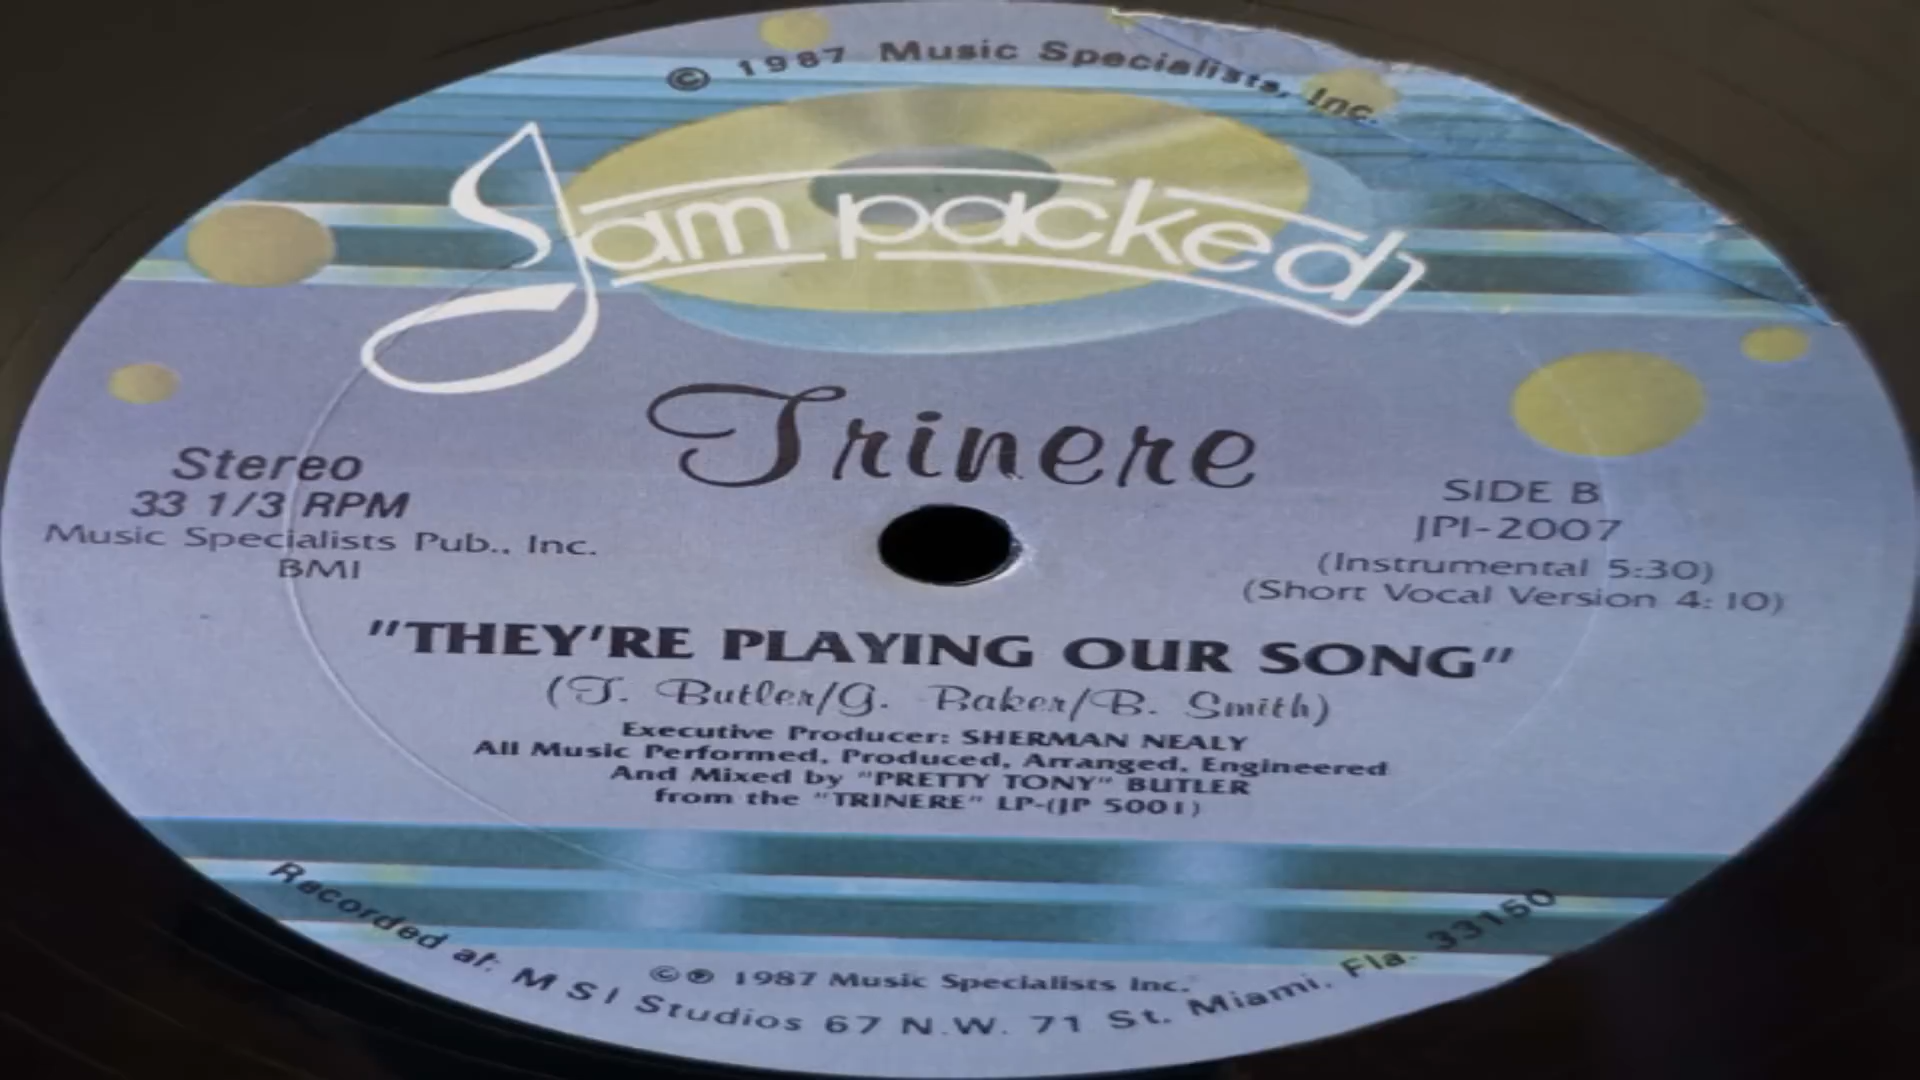 © 1987 Music Specialists, Inc.
Jam packed
Trinere
Stereo
33 1/3 RPM
Music Specialists Pub., Inc.
BMI
SIDE B
JPI-2007
(Instrumental 5:30)
(Short Vocal Version 4:10)
"THEY'RE PLAYING OUR SONG"
(T. Butler/G. Baker/B. Smith)
Executive Producer: SHERMAN NEALY
All Music Performed, Produced, Arranged, Engineered
And Mixed by "PRETTY TONY" BUTLER
from the "TRINERE" LP-(JP 5001)
©℗ 1987 Music Specialists Inc.
Recorded at: M S I Studios 67 N.W. 71 St. Miami, Fla. 33150